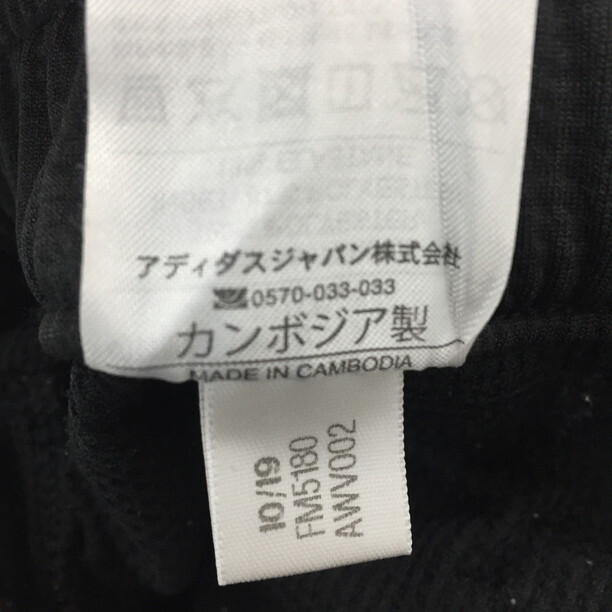 アディダスジャパン株式会社
0570-033-033
カンボジア製
MADE IN CAMBODIA
10/19
FM5180
AWV002